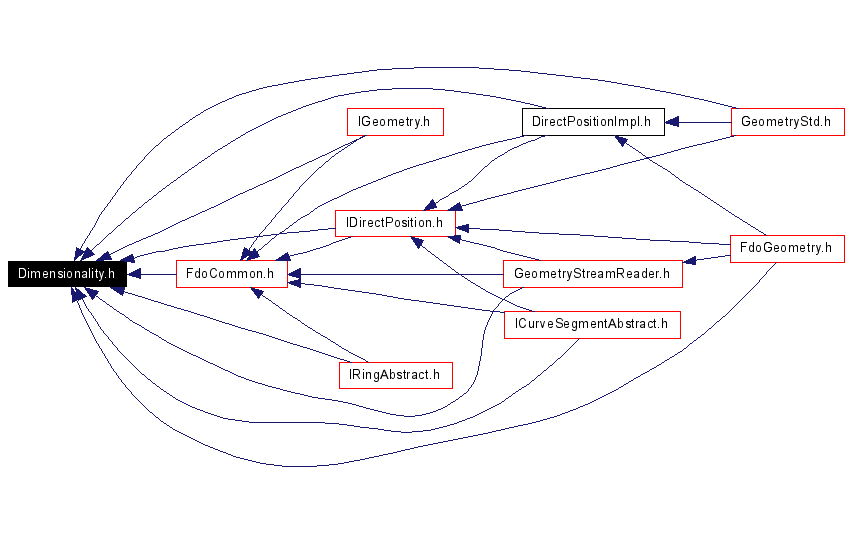 IGeometry.h
DirectPositionImpl.h
GeometryStd.h
IDirectPosition.h
FdoGeometry.h
Dimensionality.h
FdoCommon.h
GeometryStreamReader.h
ICurveSegmentAbstract.h
IRingAbstract.h